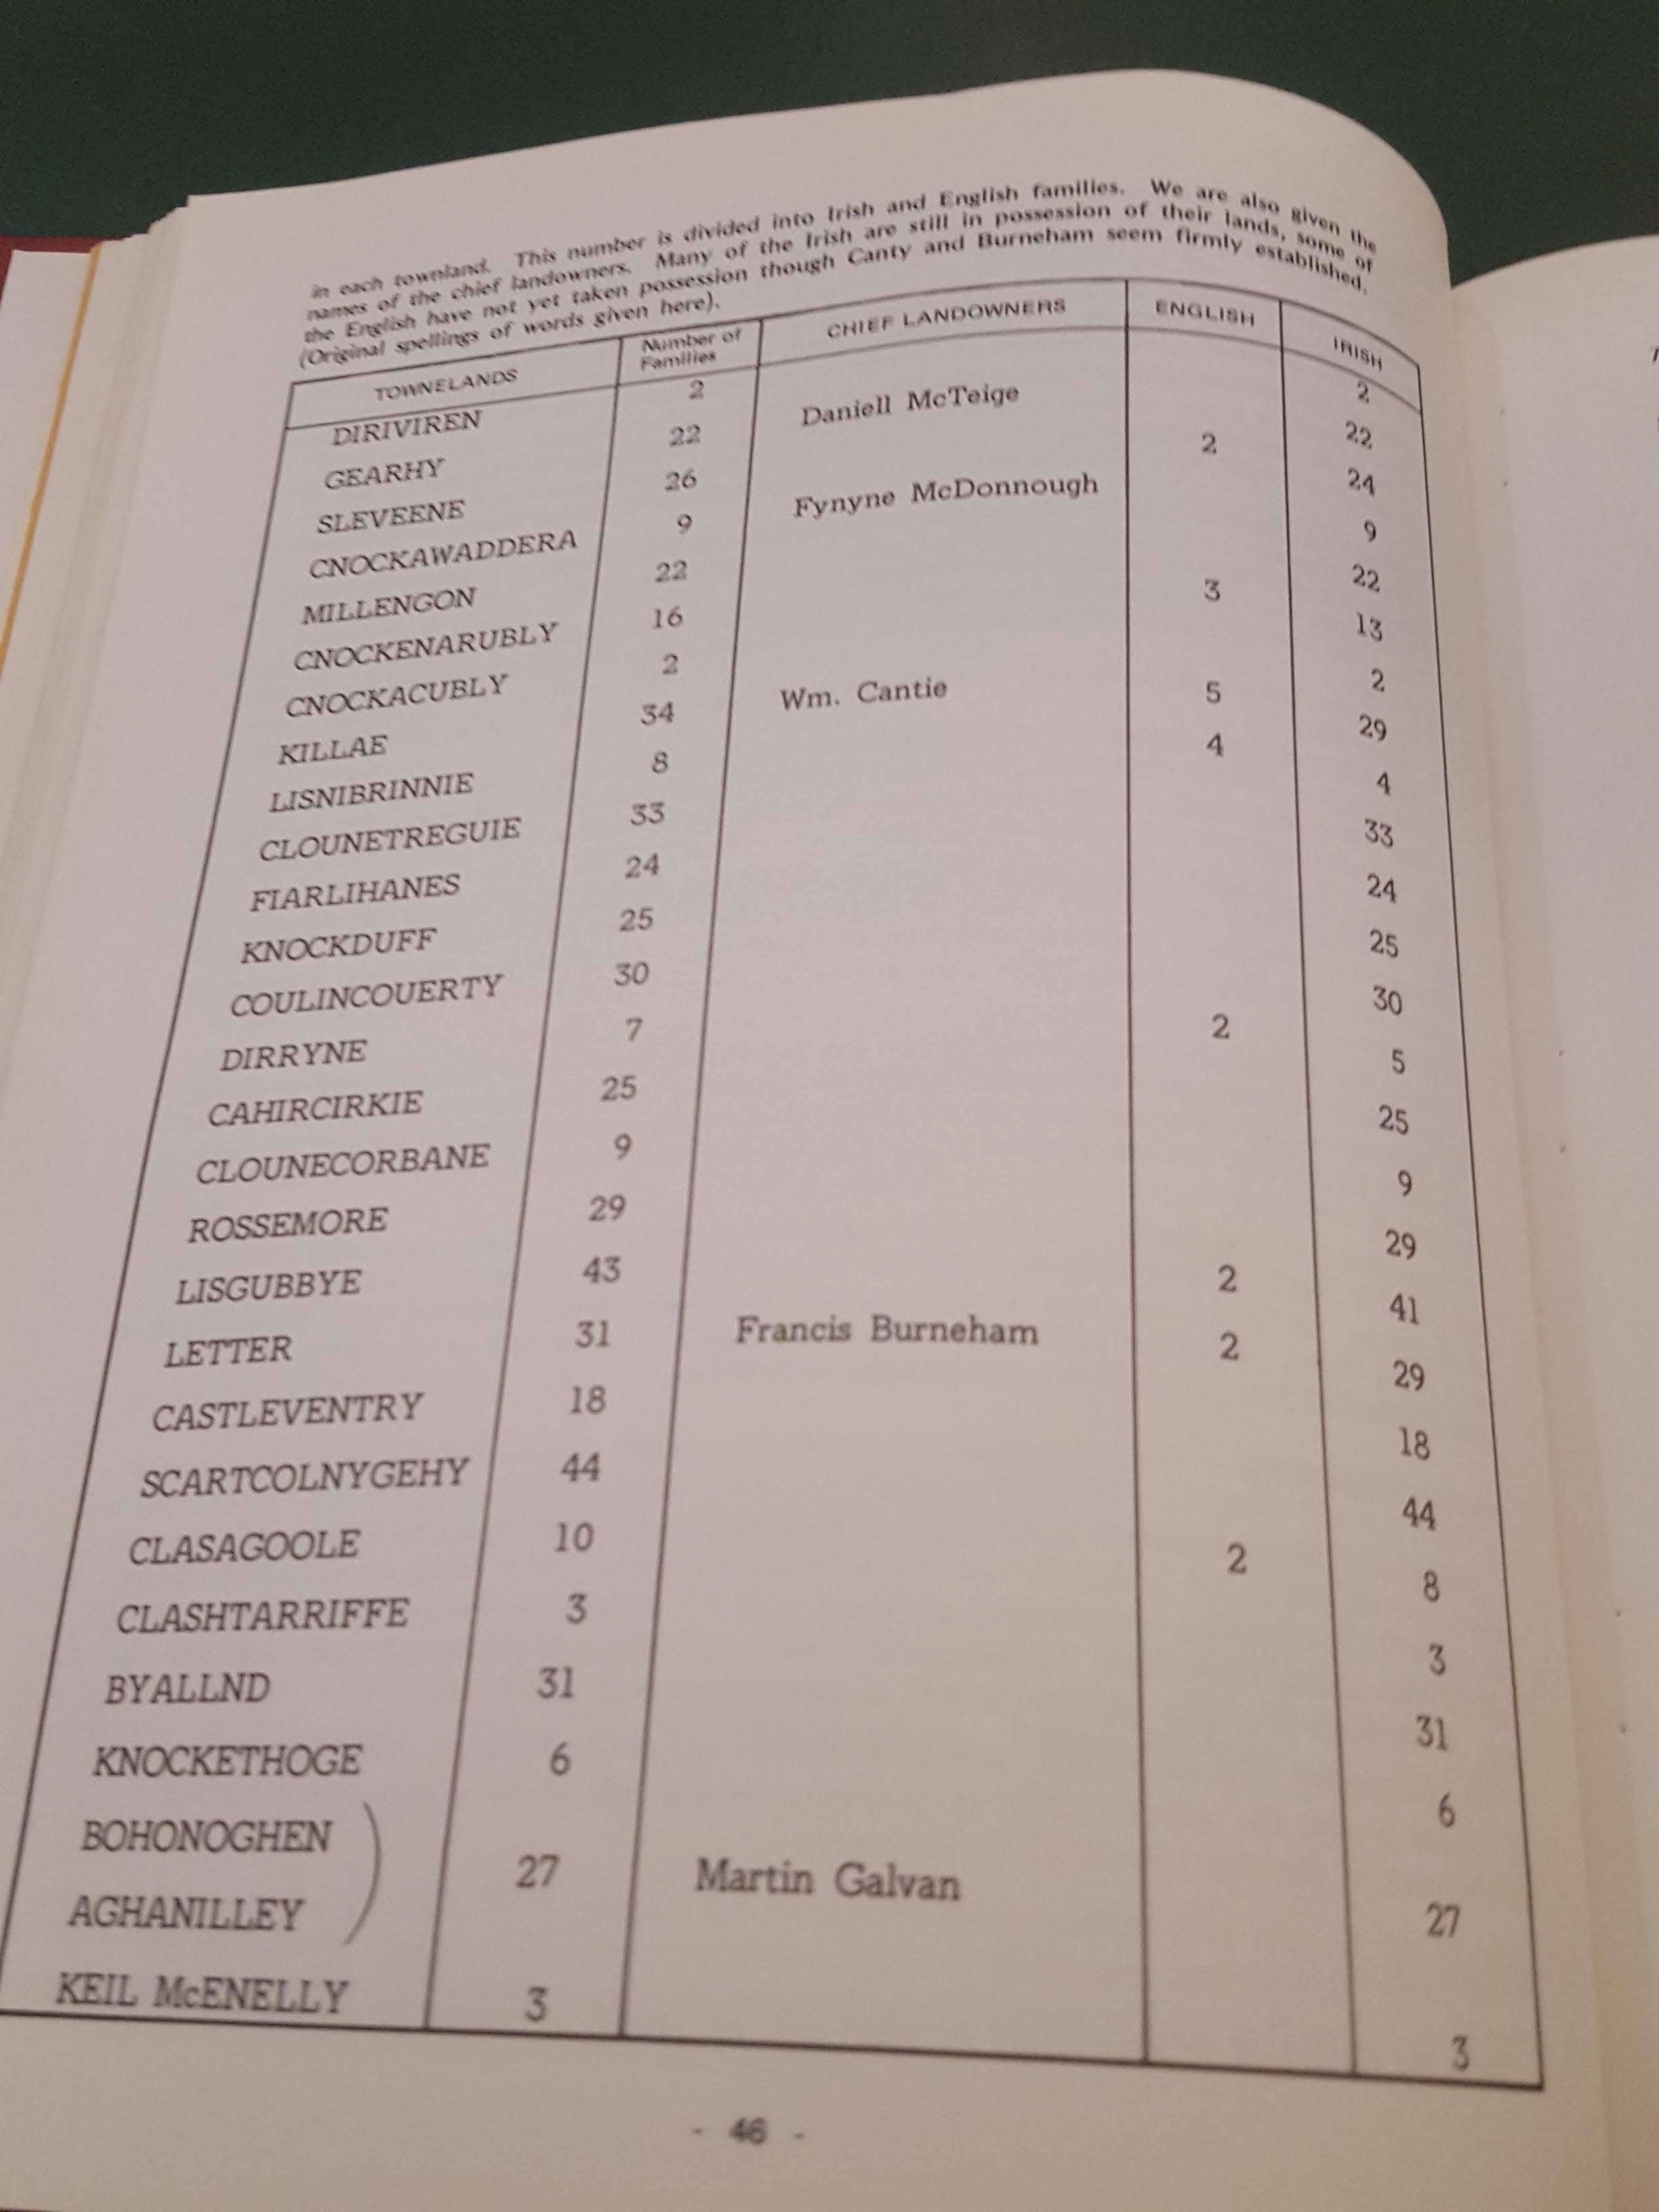 in each townland. This number is divided into Irish and English families. We are also given the
names of the chief landowners. Many of the Irish are still in possession of their lands, some of
the English have not yet taken possession though Canty and Burneham seem firmly established.
(Original spellings of words given here).
TOWNELANDS Number of Families CHIEF LANDOWNERS ENGLISH IRISH
DIRIVIREN 2 2
GEARHY 22 Daniell McTeige 22
SLEVEENE 26 2 24
CNOCKAWADDERA 9 Fynyne McDonnough 9
MILLENGON 22 22
CNOCKENARUBLY 16 3 13
CNOCKACUBLY 2 2
KILLAE 34 Wm. Cantie 5 29
LISNIBRINNIE 8 4 4
CLOUNETREGUIE 33 33
FIARLIHANES 24 24
KNOCKDUFF 25 25
COULINCOUERTY 30 30
DIRRYNE 7 2 5
CAHIRCIRKIE 25 25
CLOUNECORBANE 9 9
ROSSEMORE 29 29
LISGUBBYE 43 2 41
LETTER 31 Francis Burneham 2 29
CASTLEVENTRY 18 18
SCARTCOLNYGEHY 44 44
CLASAGOOLE 10 2 8
CLASHTARRIFFE 3 3
BYALLND 31 31
KNOCKETHOGE 6 6
BOHONOGHEN )
AGHANILLEY 27 Martin Galvan 27
KEIL McENELLY 3 3
- 46 -